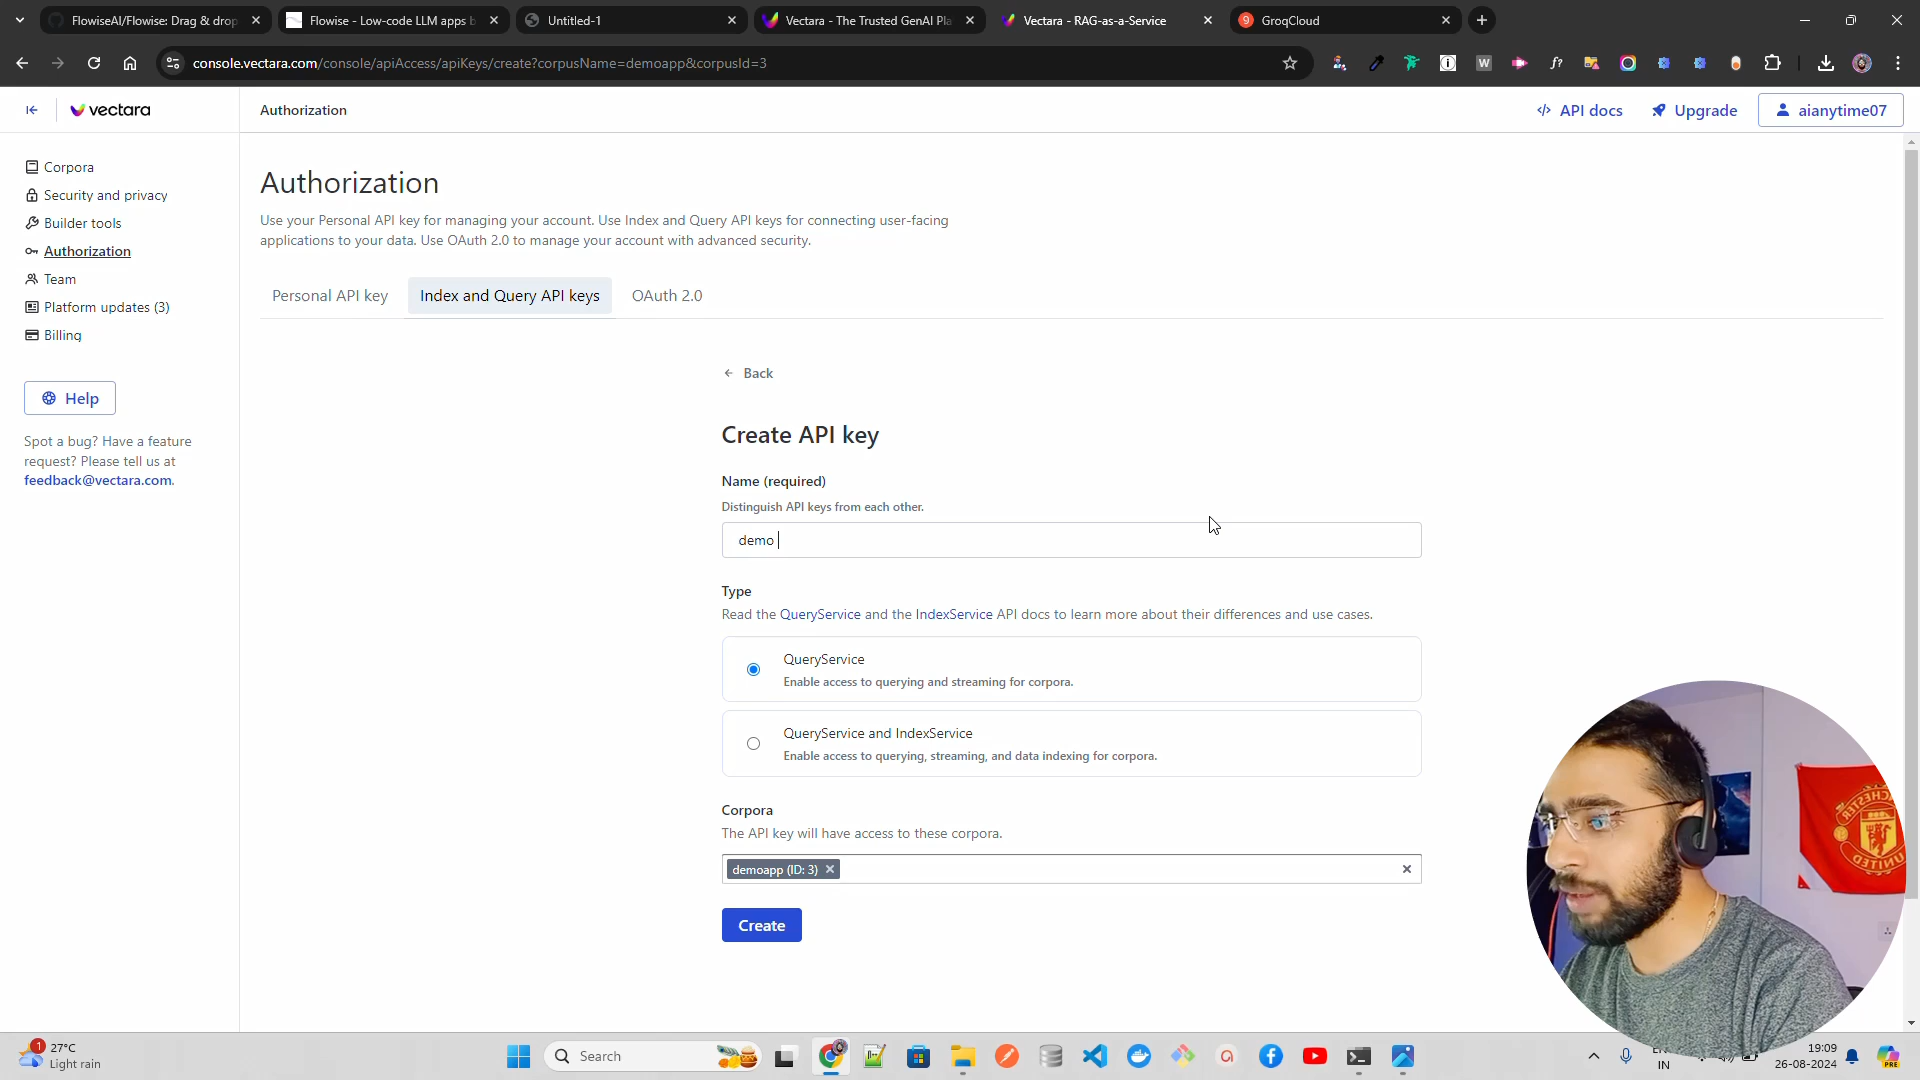 FlowiseAI/Flowise: Drag & drop
Flowise - Low-code LLM apps b
Untitled-1
Vectara - The Trusted GenAI Pla
Vectara - RAG-as-a-Service
GroqCloud
console.vectara.com/console/apiAccess/apiKeys/create?corpusName=demoapp&corpusId=3
vectara
Authorization
API docs
Upgrade
aianytime07
Corpora
Security and privacy
Builder tools
Authorization
Team
Platform updates (3)
Billing
Help
Spot a bug? Have a feature
request? Please tell us at
feedback@vectara.com.
Authorization
Use your Personal API key for managing your account. Use Index and Query API keys for connecting user-facing
applications to your data. Use OAuth 2.0 to manage your account with advanced security.
Personal API key
Index and Query API keys
OAuth 2.0
Back
Create API key
Name (required)
Distinguish API keys from each other.
demo
Type
Read the QueryService and the IndexService API docs to learn more about their differences and use cases.
QueryService
Enable access to querying and streaming for corpora.
QueryService and IndexService
Enable access to querying, streaming, and data indexing for corpora.
Corpora
The API key will have access to these corpora.
demoapp (ID: 3)
Create
UNITED
1
27°C
Light rain
Search
IN
19:09
26-08-2024
PRE